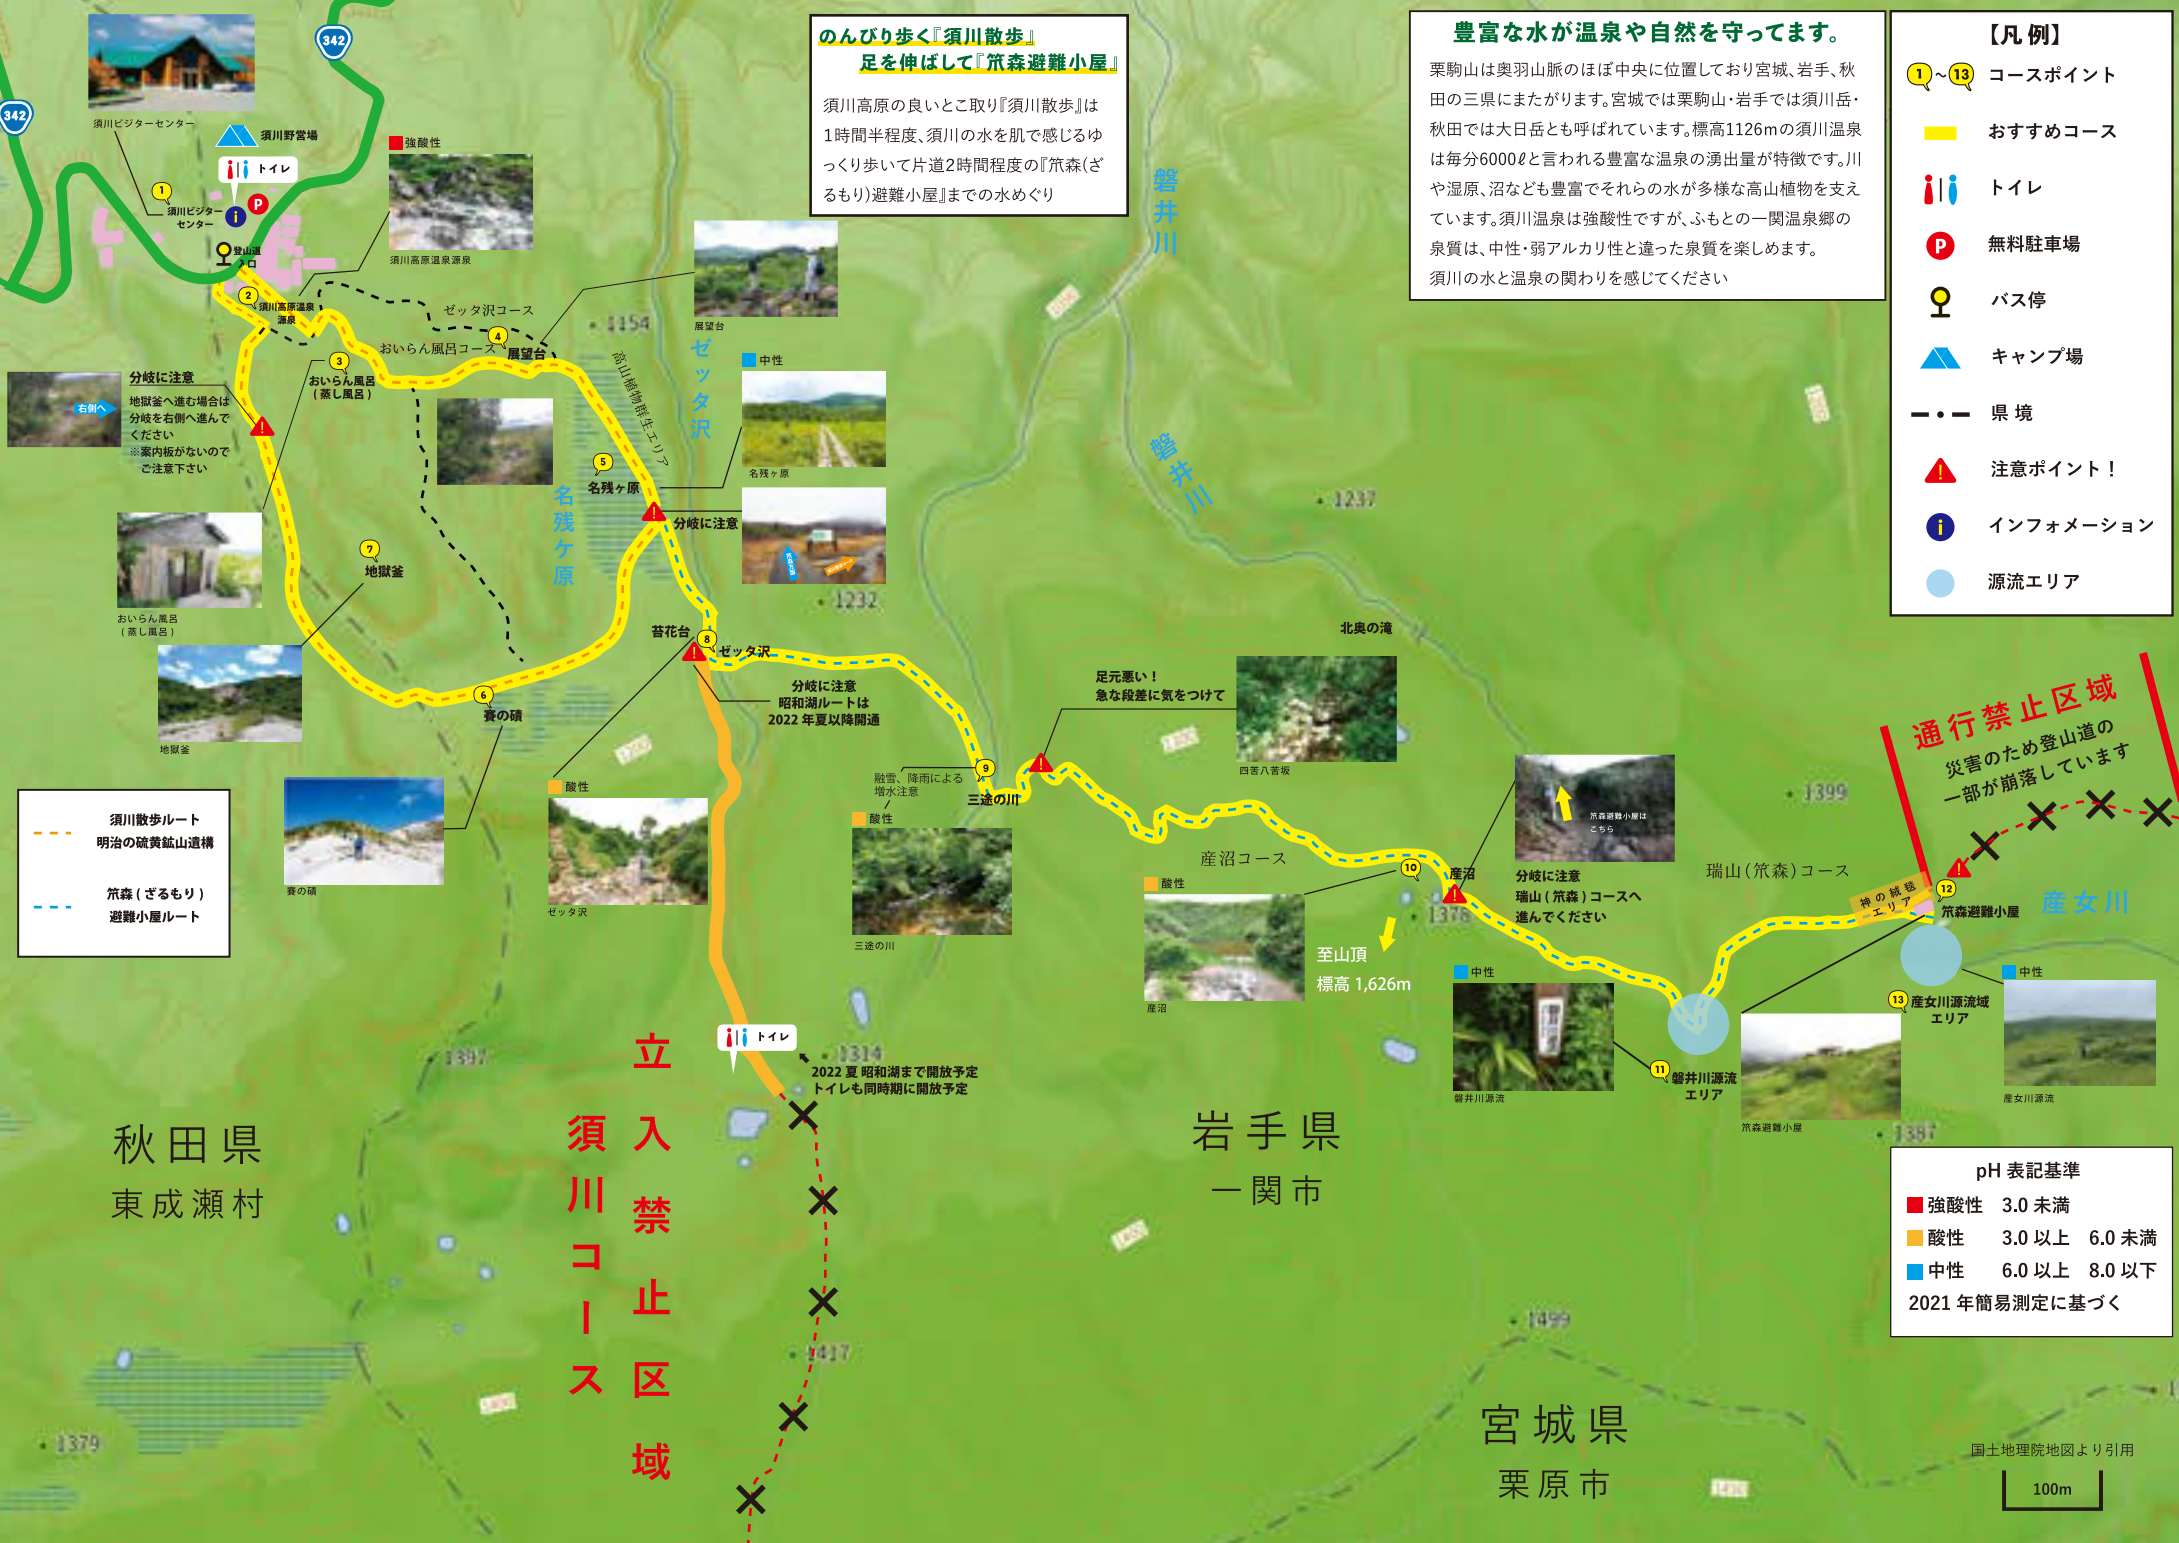 342
342
須川ビジターセンター
須川野営場
トイレ
1
須川ビジター
センター
P
i
登山道
入口
強酸性
須川高原温泉源泉
2
須川高原温泉
源泉
ゼッタ沢コース
おいらん風呂コース
4
展望台
展望台
3
おいらん風呂
(蒸し風呂)
分岐に注意
地獄釜へ進む場合は
分岐を右側へ進んで
ください
※案内板がないので
ご注意下さい
右側へ
おいらん風呂
(蒸し風呂)
7
地獄釜
地獄釜
6
賽の磧
賽の磧
高山植物群生エリア
1154
ゼッタ沢
中性
名残ヶ原
5
名残ヶ原
名残ケ原
分岐に注意
1232
苔花台
8
ゼッタ沢
分岐に注意
昭和湖ルートは
2022年夏以降開通
酸性
ゼッタ沢
のんびり歩く『須川散歩』
足を伸ばして『笊森避難小屋』
須川高原の良いとこ取り『須川散歩』は
1時間半程度、須川の水を肌で感じるゆ
っくり歩いて片道2時間程度の『笊森(ざ
るもり)避難小屋』までの水めぐり
豊富な水が温泉や自然を守ってます。
栗駒山は奥羽山脈のほぼ中央に位置しており宮城、岩手、秋
田の三県にまたがります。宮城では栗駒山・岩手では須川岳・
秋田では大日岳とも呼ばれています。標高1126mの須川温泉
は毎分6000ℓと言われる豊富な温泉の湧出量が特徴です。川
や湿原、沼なども豊富でそれらの水が多様な高山植物を支え
ています。須川温泉は強酸性ですが、ふもとの一関温泉郷の
泉質は、中性・弱アルカリ性と違った泉質を楽しめます。
須川の水と温泉の関わりを感じてください
【凡例】
1～13 コースポイント
おすすめコース
トイレ
P 無料駐車場
バス停
キャンプ場
県境
注意ポイント！
i インフォメーション
源流エリア
磐井川
磐井川
1237
北奥の滝
足元悪い！
急な段差に気をつけて
四苦八苦坂
融雪、降雨による
増水注意
9
三途の川
酸性
三途の川
産沼コース
10
産沼
酸性
産沼
1378
至山頂
標高 1,626m
笊森避難小屋は
こちら
分岐に注意
瑞山(笊森)コースへ
進んでください
1399
瑞山(笊森)コース
通行禁止区域
災害のため登山道の
一部が崩落しています
神の絨毯
エリア
12
笊森避難小屋
産女川
中性
磐井川源流
11
磐井川源流
エリア
笊森避難小屋
13
産女川源流域
エリア
中性
産女川源流
1387
須川散歩ルート
明治の硫黄鉱山遺構
笊森(ざるもり)
避難小屋ルート
トイレ
1314
2022夏 昭和湖まで開放予定
トイレも同時期に開放予定
1397
立入禁止区域
須川コース
秋田県
東成瀬村
岩手県
一関市
宮城県
栗原市
1417
1499
1379
pH 表記基準
強酸性 3.0 未満
酸性 3.0 以上 6.0 未満
中性 6.0 以上 8.0 以下
2021年簡易測定に基づく
国土地理院地図より引用
100m